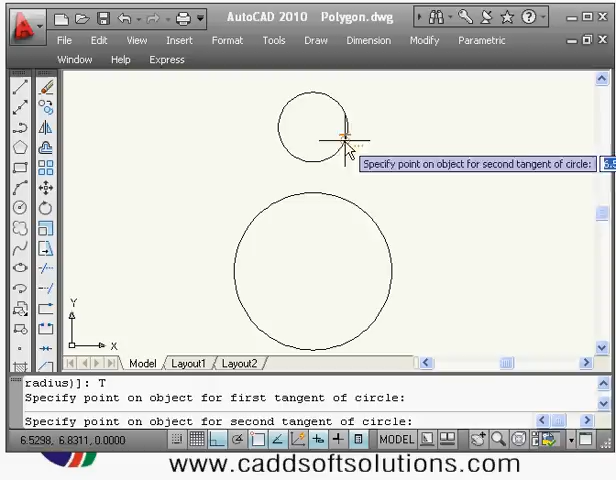 AutoCAD 2010 Polygon.dwg
File Edit View Insert Format Tools Draw Dimension Modify Parametric
Window Help Express
Specify point on object for second tangent of circle:
Y
X
Model Layout1 Layout2
radius)]: T
Specify point on object for first tangent of circle:
Specify point on object for second tangent of circle:
6.5298, 6.8311, 0.0000 MODEL
www.caddsoftsolutions.com